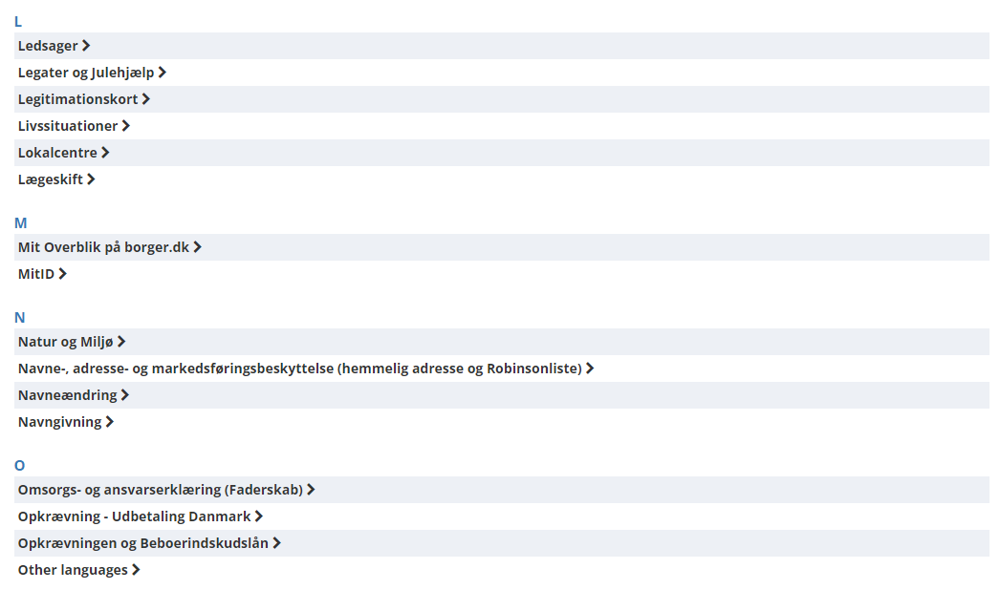 L
Ledsager
Legater og Julehjælp
Legitimationskort
Livssituationer
Lokalcentre
Lægeskift
M
Mit Overblik på borger.dk
MitID
N
Natur og Miljø
Navne-, adresse- og markedsføringsbeskyttelse (hemmelig adresse og Robinsonliste)
Navneændring
Navngivning
O
Omsorgs- og ansvarserklæring (Faderskab)
Opkrævning - Udbetaling Danmark
Opkrævningen og Beboerindskudslån
Other languages